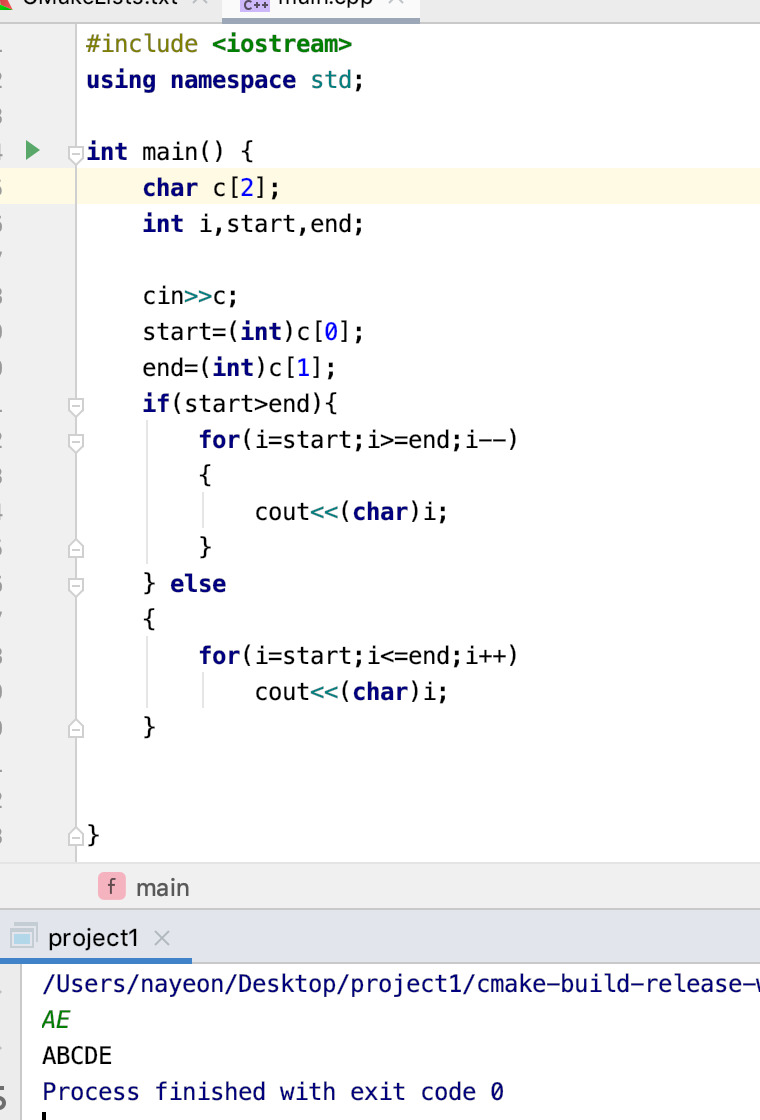 CMakeLists.txt
C++ main.cpp
#include <iostream>
using namespace std;
int main() {
char c[2];
int i,start,end;
cin>>c;
start=(int)c[0];
end=(int)c[1];
if(start>end){
for(i=start;i>=end;i--)
{
cout<<(char)i;
}
} else
{
for(i=start;i<=end;i++)
cout<<(char)i;
}
}
f main
project1
/Users/nayeon/Desktop/project1/cmake-build-release-
AE
ABCDE
Process finished with exit code 0